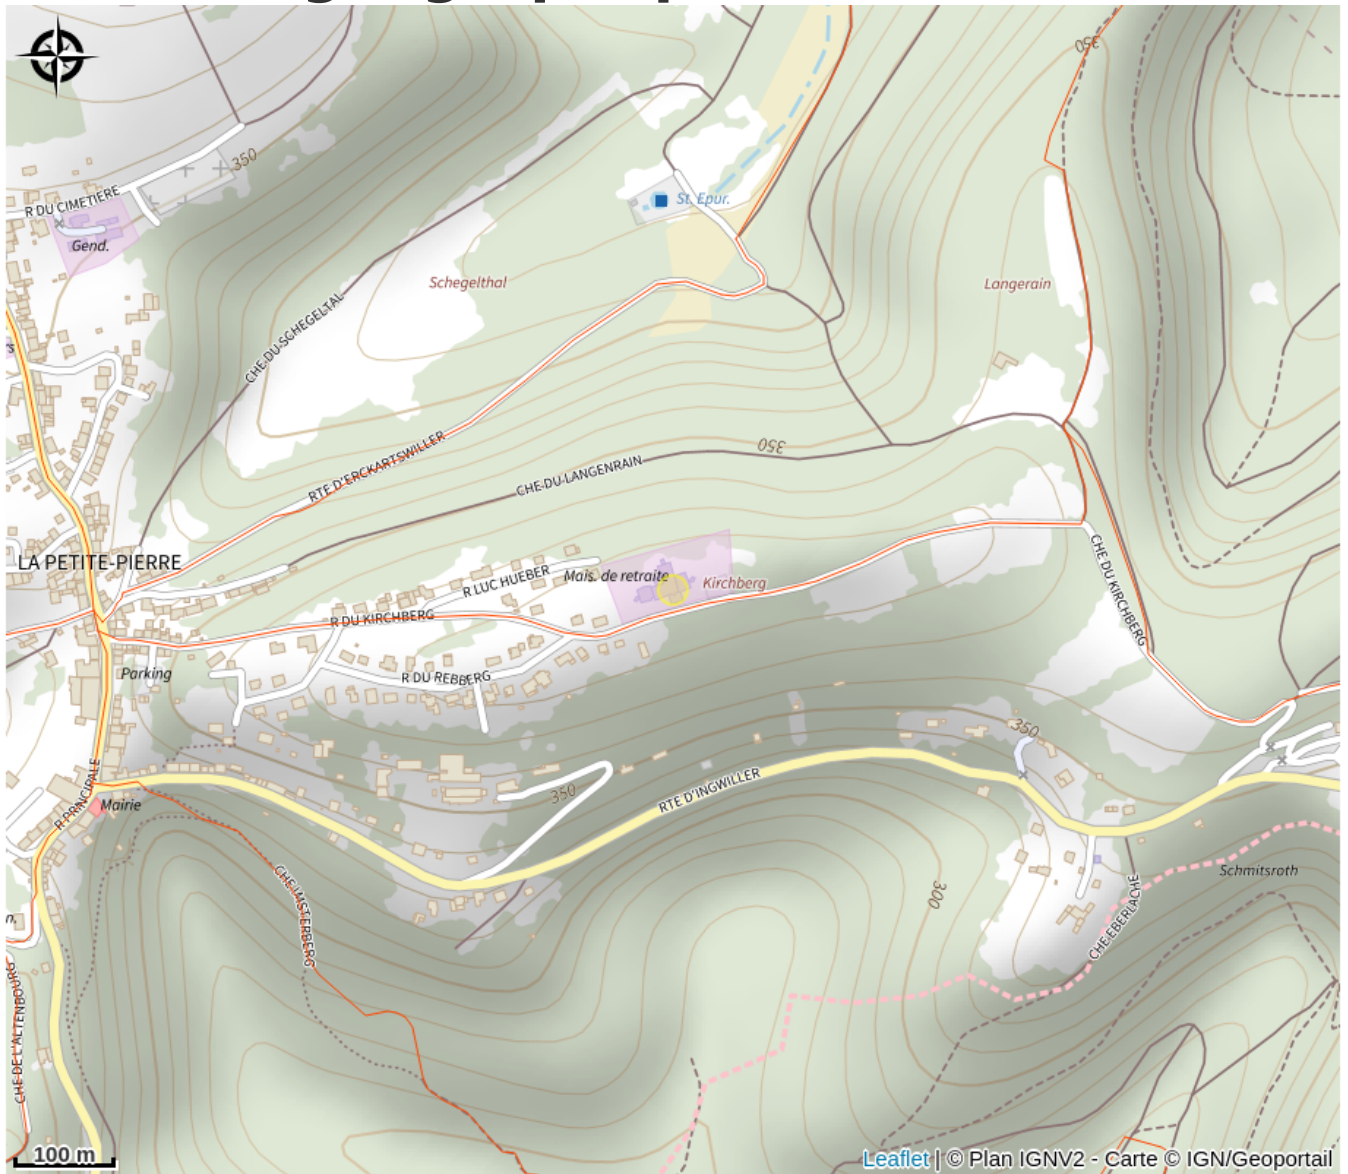 350
350
R DU CIMETIERE
St. Epur.
Gend.
Schegelthal
Langerain
CHE DU SCHEGELTAL
RTE D'ERCKARTSWILLER
350
CHE DU LANGENRAIN
LA PETITE-PIERRE
CHE DU KIRCHBERG
R LUC HUEBER
Mais. de retraite
Kirchberg
R DU KIRCHBERG
Parking
R DU REBBERG
350
R PRINCIPALE
Mairie
350
RTE D'INGWILLER
CHE IMSTERBERG
300
Schmitsroth
CHE EBERLACHE
n.
CHE DE L'ALTENBOURG
100 m
Leaflet | © Plan IGNV2 - Carte © IGN/Geoportail